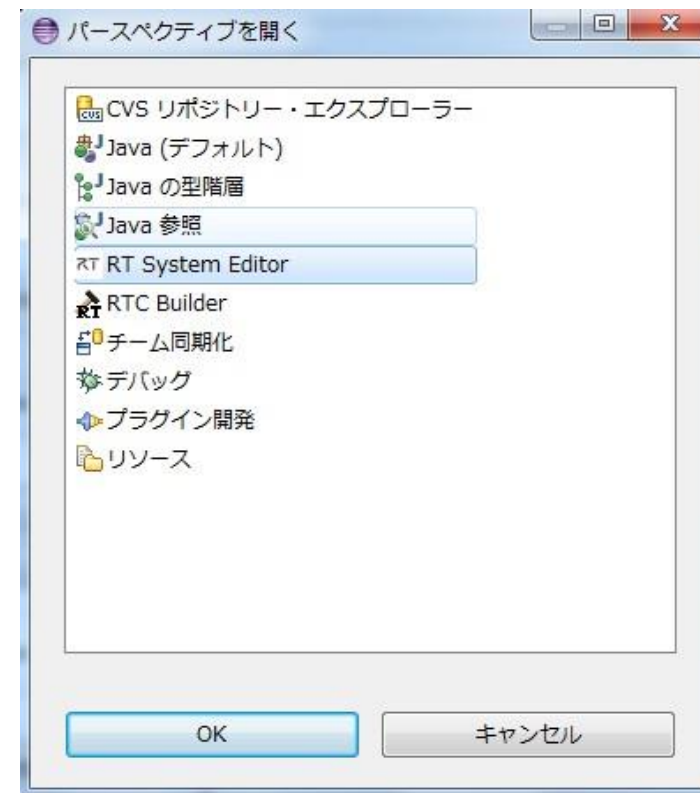 パースペクティブを開く
CVS リポジトリー・エクスプローラー
Java (デフォルト)
Java の型階層
Java 参照
RT RT System Editor
RTC Builder
チーム同期化
デバッグ
プラグイン開発
リソース
OK キャンセル